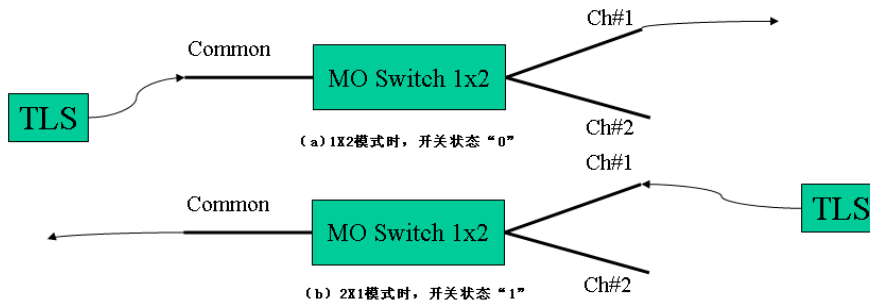 Ch#1
Common
MO Switch 1x2
TLS
Ch#2
(a)1X2模式时，开关状态“0”
Ch#1
Common
MO Switch 1x2
TLS
Ch#2
(b) 2X1模式时，开关状态“1”